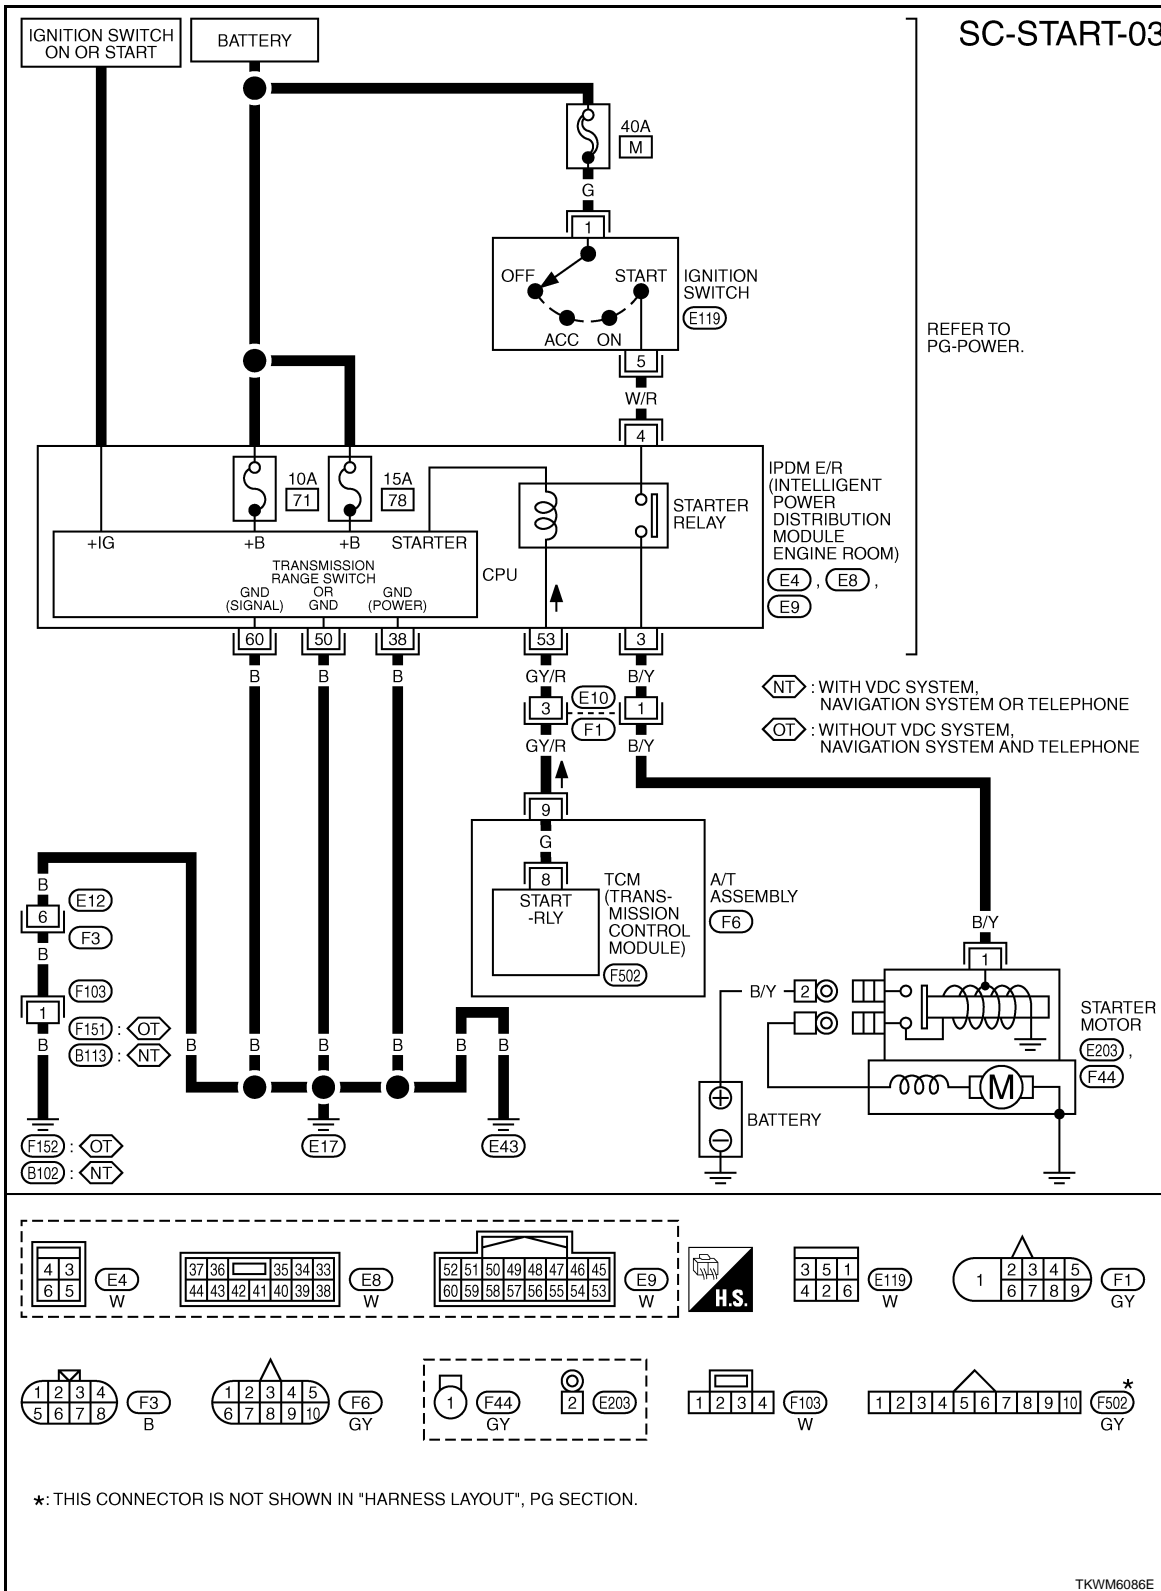 SC-START-03
IGNITION SWITCH
ON OR START
BATTERY
40A
M
G
1
OFF
START
ACC
ON
IGNITION
SWITCH
E119
5
W/R
4
REFER TO
PG-POWER.
10A
71
15A
78
STARTER
RELAY
IPDM E/R
(INTELLIGENT
POWER
DISTRIBUTION
MODULE
ENGINE ROOM)
E4 , E8 ,
E9
+IG
+B
+B
STARTER
TRANSMISSION
RANGE SWITCH
OR
GND
GND
(SIGNAL)
GND
(POWER)
CPU
60
50
38
53
3
B
B
B
GY/R
B/Y
3
E10
F1
1
GY/R
B/Y
NT : WITH VDC SYSTEM,
NAVIGATION SYSTEM OR TELEPHONE
OT : WITHOUT VDC SYSTEM,
NAVIGATION SYSTEM AND TELEPHONE
9
G
8
START
-RLY
TCM
(TRANS-
MISSION
CONTROL
MODULE)
F502
A/T
ASSEMBLY
F6
B
6
E12
F3
B
1
F103
F151 : OT
B113 : NT
B
B
B
B
B
B
B
F152 : OT
B102 : NT
E17
E43
B/Y
1
B/Y
2
BATTERY
M
STARTER
MOTOR
E203 ,
F44
4 3
6 5
E4
W
37 36 35 34 33
44 43 42 41 40 39 38
E8
W
52 51 50 49 48 47 46 45
60 59 58 57 56 55 54 53
E9
W
H.S.
3 5 1
4 2 6
E119
W
1 2 3 4 5
6 7 8 9
F1
GY
1 2 3 4
5 6 7 8
F3
B
1 2 3 4 5
6 7 8 9 10
F6
GY
1
F44
GY
2
E203
1 2 3 4
F103
W
1 2 3 4 5 6 7 8 9 10
*
F502
GY
*: THIS CONNECTOR IS NOT SHOWN IN "HARNESS LAYOUT", PG SECTION.
TKWM6086E